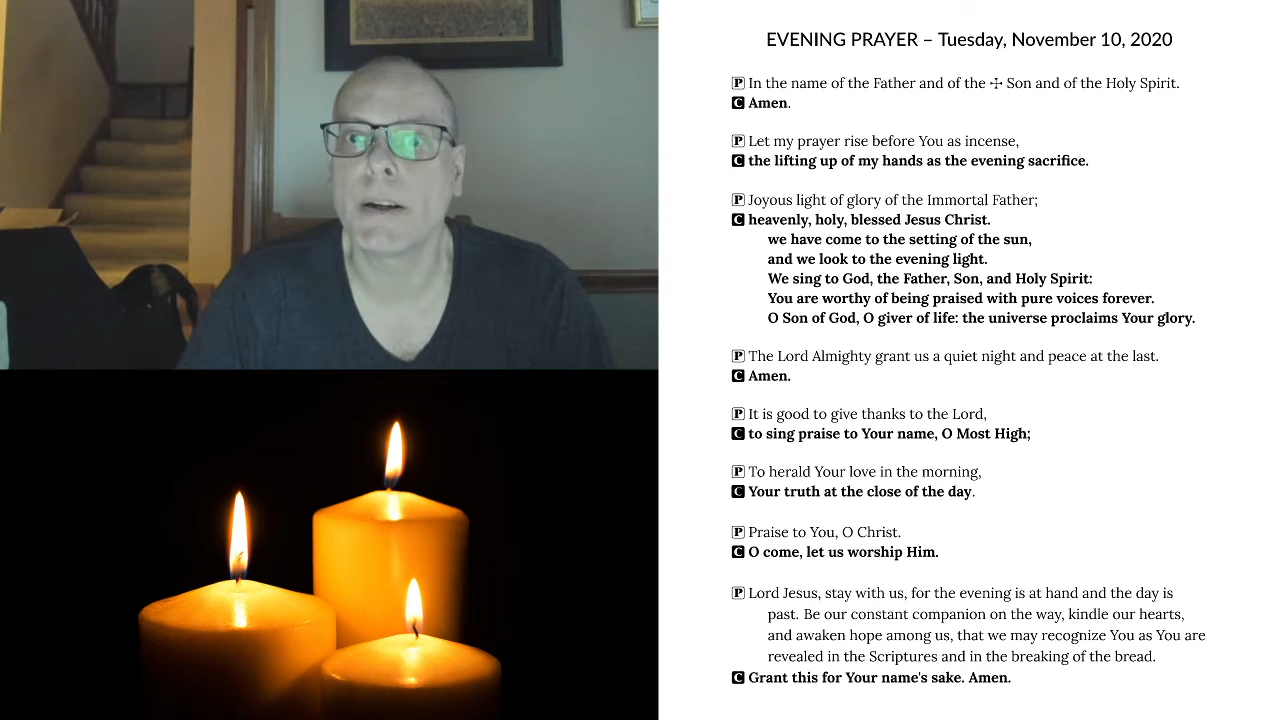 EVENING PRAYER – Tuesday, November 10, 2020
P In the name of the Father and of the ☩ Son and of the Holy Spirit.
C Amen.
P Let my prayer rise before You as incense,
C the lifting up of my hands as the evening sacrifice.
P Joyous light of glory of the Immortal Father;
C heavenly, holy, blessed Jesus Christ.
we have come to the setting of the sun,
and we look to the evening light.
We sing to God, the Father, Son, and Holy Spirit:
You are worthy of being praised with pure voices forever.
O Son of God, O giver of life: the universe proclaims Your glory.
P The Lord Almighty grant us a quiet night and peace at the last.
C Amen.
P It is good to give thanks to the Lord,
C to sing praise to Your name, O Most High;
P To herald Your love in the morning,
C Your truth at the close of the day.
P Praise to You, O Christ.
C O come, let us worship Him.
P Lord Jesus, stay with us, for the evening is at hand and the day is
past. Be our constant companion on the way, kindle our hearts,
and awaken hope among us, that we may recognize You as You are
revealed in the Scriptures and in the breaking of the bread.
C Grant this for Your name's sake. Amen.